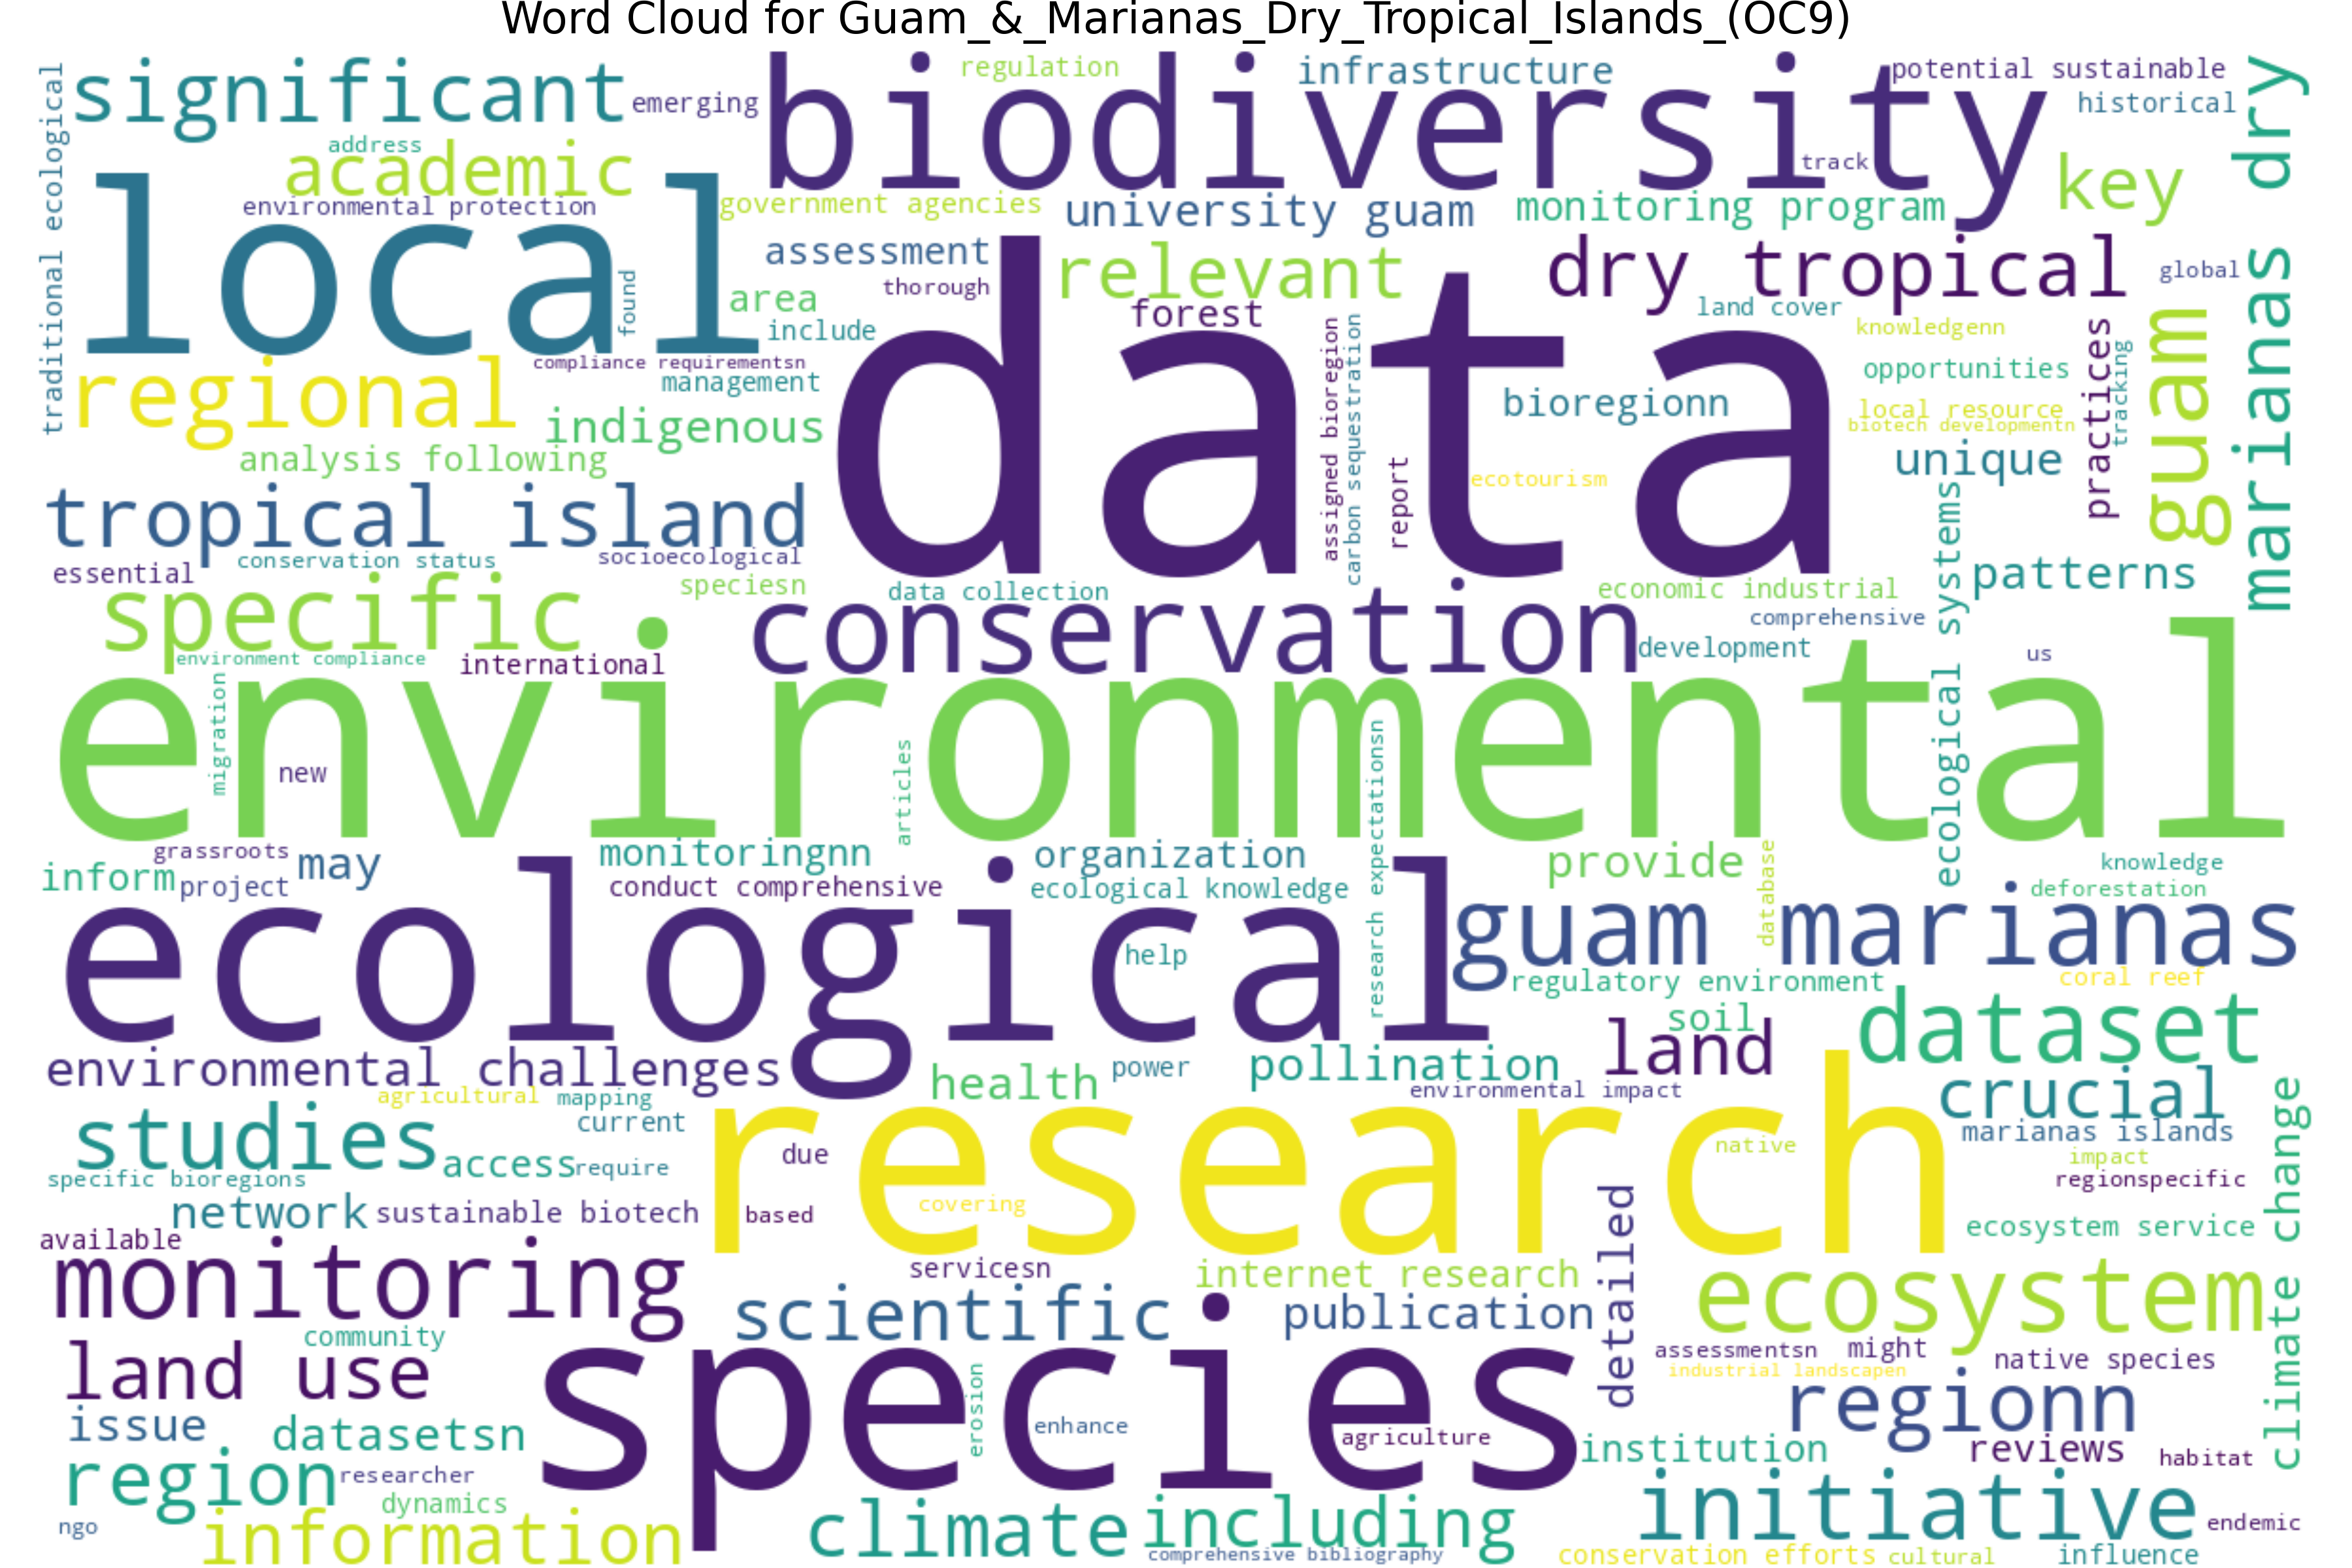 Word Cloud for Guam_&_Marianas_Dry_Tropical_Islands_(OC9)
traditional ecological
significant
emerging
biodiversity
regulation
infrastructure
potential sustainable
historical
marianas dry
address
academic
environmental protection
local
found
government agencies
university guam
monitoring program
track
key
assessment
thorough
relevant
dry tropical
global
area
include
forest
land cover
data
knowledgenn
practices
tracking
guam
regional
compliance requirementsn
management
indigenous
assigned bioregion
carbon sequestration
report
bioregionn
opportunities
local resource
biotech developmentn
analysis following
ecotourism
unique
tropical island
ecological systems
essential
conservation status
socioecological
speciesn
data collection
economic industrial
patterns
specific
conservation
comprehensive
development
environment compliance
international
us
environmental
migration
new
articles
research expectationsn
grassroots
may
monitoringnn
organization
provide
database
knowledge
inform
project
conduct comprehensive
ecological knowledge
deforestation
ecological
help
guam marianas
regulatory environment
coral reef
soil
land
dataset
environmental challenges
health
power
pollination
environmental impact
crucial
agricultural
mapping
current
studies
access
require
research
due
native
marianas islands
impact
regionspecific
climate change
specific bioregions
network
sustainable biotech
based
covering
detailed
ecosystem service
available
monitoring
servicesn
internet research
ecosystem
scientific
publication
community
land use
species
assessmentsn
might
native species
industrial landscapen
issue
datasetsn
erosion
enhance
agriculture
regionn
institution
reviews
habitat
region
researcher
dynamics
ngo
information
climate
including
comprehensive bibliography
initiative
endemic
conservation efforts
cultural
influence